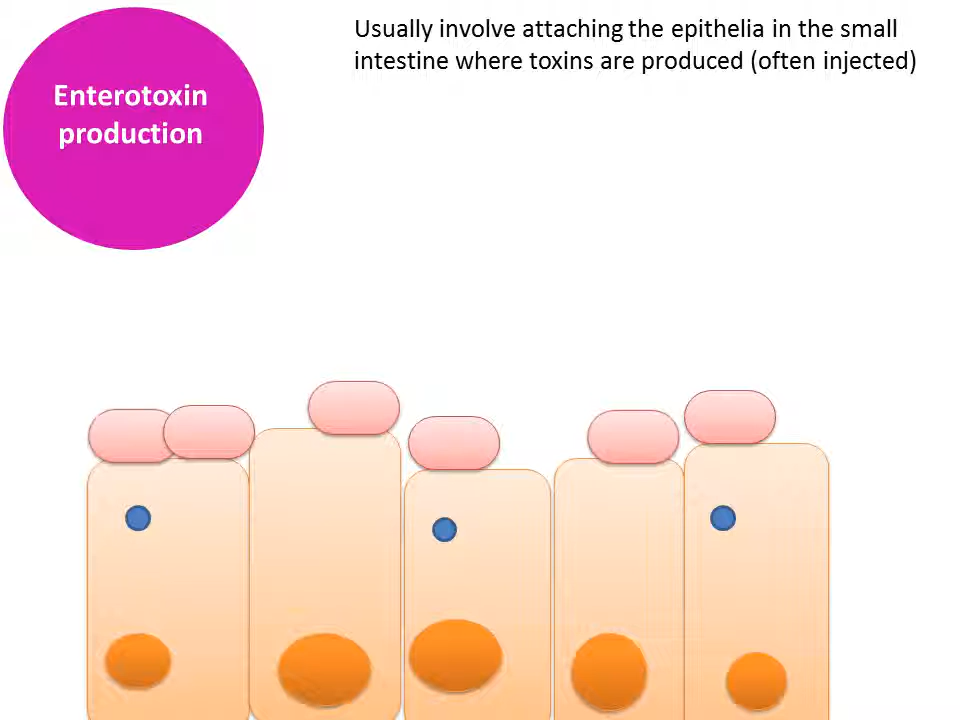 Enterotoxin
production
Usually involve attaching the epithelia in the small
intestine where toxins are produced (often injected)